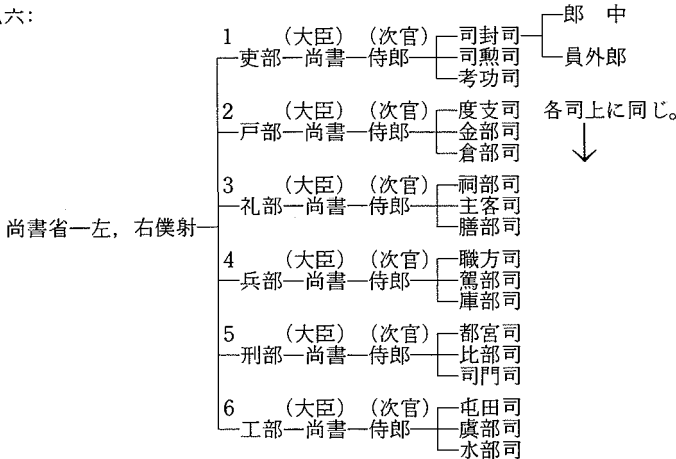 六：
郎　中
1　（大臣）（次官）　司封司
吏部―尚書―侍郎　司勲司　員外郎
考功司
2　（大臣）（次官）　度支司　各司上に同じ。
戸部―尚書―侍郎　金部司
倉部司　↓
3　（大臣）（次官）　祠部司
礼部―尚書―侍郎　主客司
膳部司
尚書省―左，右僕射
4　（大臣）（次官）　職方司
兵部―尚書―侍郎　駕部司
庫部司
5　（大臣）（次官）　都宮司
刑部―尚書―侍郎　比部司
司門司
6　（大臣）（次官）　屯田司
工部―尚書―侍郎　虞部司
水部司